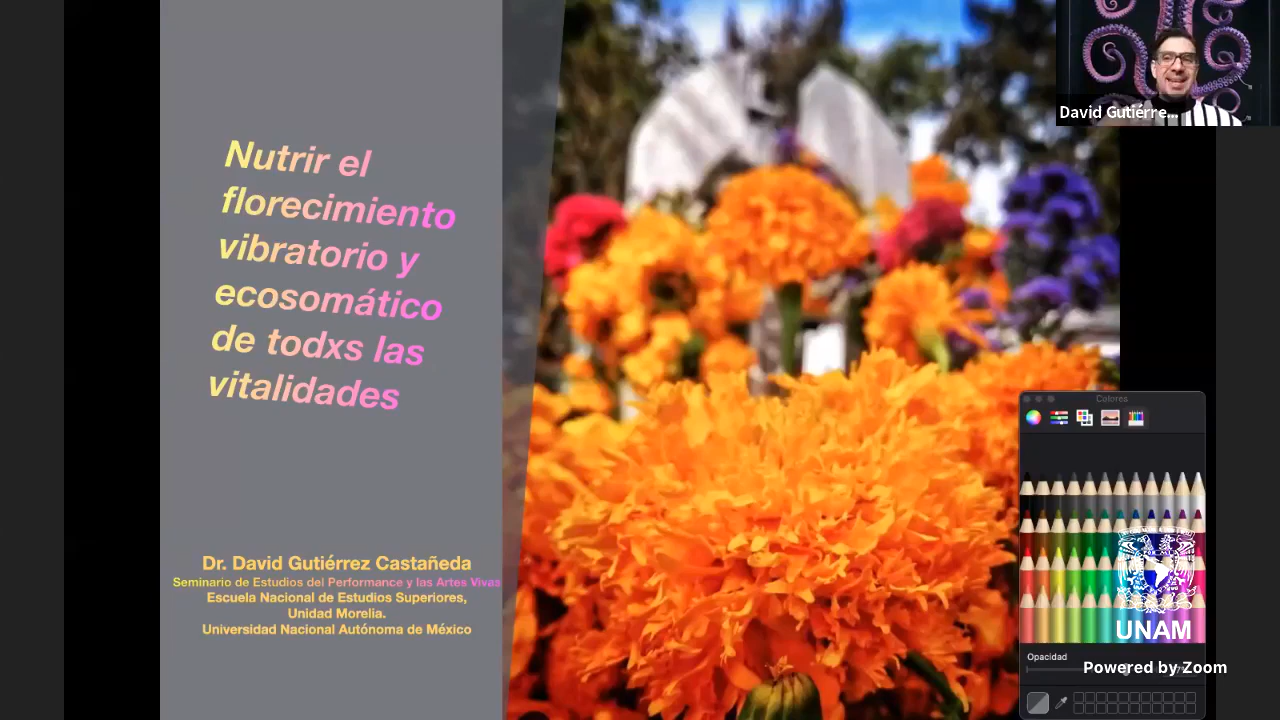 Nutrir el
florecimiento
vibratorio y
ecosomático
de todxs las
vitalidades
Dr. David Gutiérrez Castañeda
Seminario de Estudios del Performance y las Artes Vivas
Escuela Nacional de Estudios Superiores,
Unidad Morelia.
Universidad Nacional Autónoma de México
David Gutiérre...
Colores
UNAM
Opacidad
Powered by Zoom